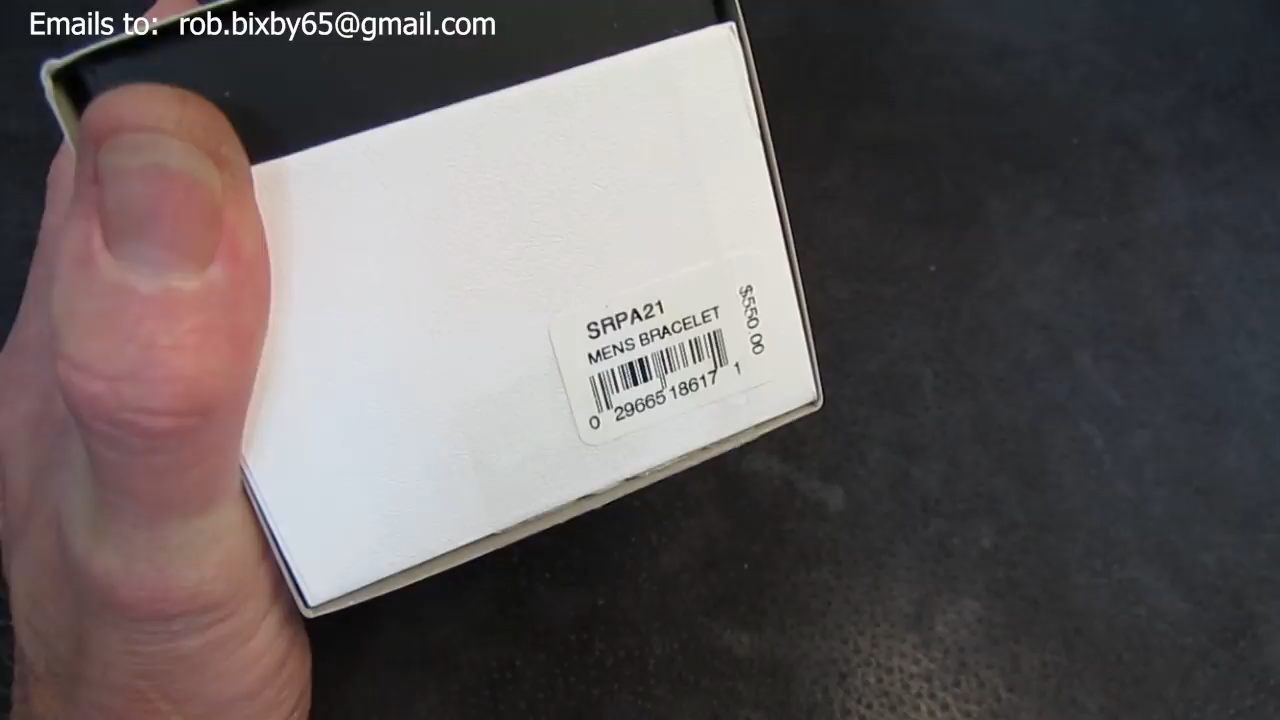 Emails to: rob.bixby65@gmail.com
SRPA21
MENS BRACELET
$550.00
0 29665 18617 1